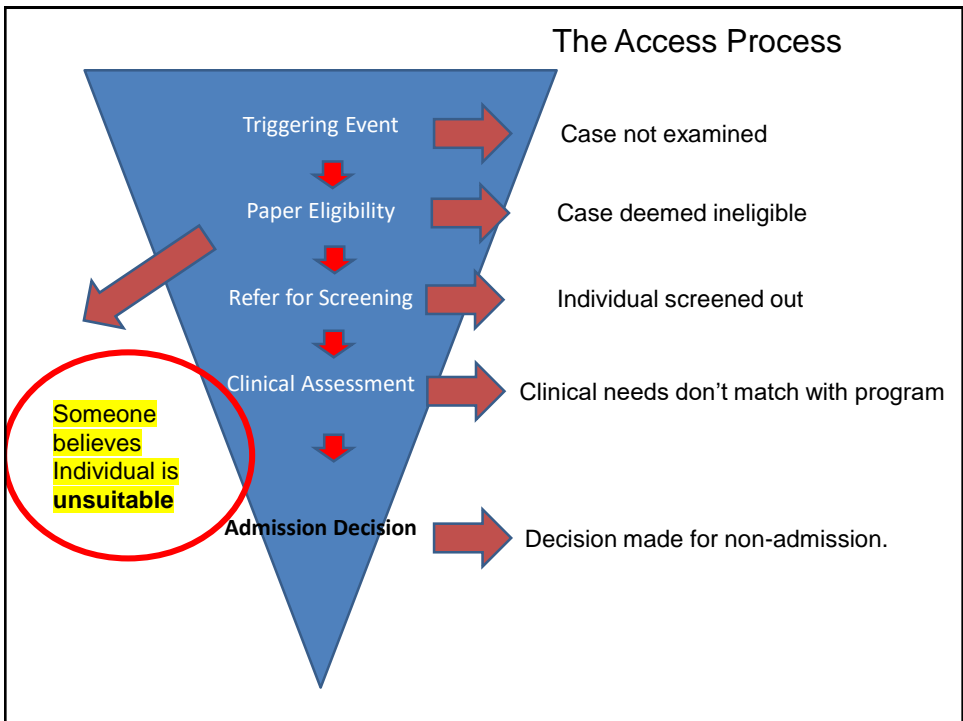 The Access Process
Triggering Event
Case not examined
Paper Eligibility
Case deemed ineligible
Refer for Screening
Individual screened out
Clinical Assessment
Clinical needs don’t match with program
Someone
believes
Individual is
unsuitable
Admission Decision
Decision made for non-admission.